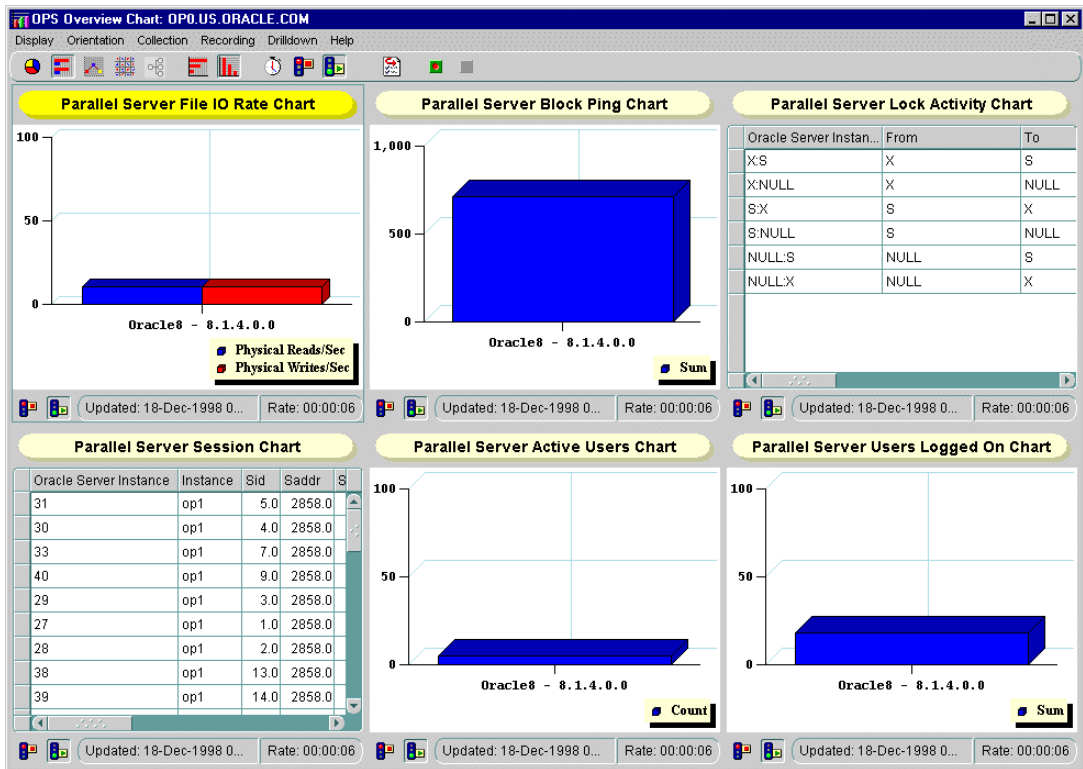 OPS Overview Chart: OP0.US.ORACLE.COM
Display Orientation Collection Recording Drilldown Help
Parallel Server File IO Rate Chart
100
50
0
Oracle8 - 8.1.4.0.0
Physical Reads/Sec
Physical Writes/Sec
Updated: 18-Dec-1998 0... Rate: 00:00:06
Parallel Server Block Ping Chart
1,000
500
0
Oracle8 - 8.1.4.0.0
Sum
Updated: 18-Dec-1998 0... Rate: 00:00:06
Parallel Server Lock Activity Chart
Oracle Server Instan... From To
X:S X S
X:NULL X NULL
S:X S X
S:NULL S NULL
NULL:S NULL S
NULL:X NULL X
Updated: 18-Dec-1998 0... Rate: 00:00:06
Parallel Server Session Chart
Oracle Server Instance Instance Sid Saddr S
31 op1 5.0 2858.0
30 op1 4.0 2858.0
33 op1 7.0 2858.0
40 op1 9.0 2858.0
29 op1 3.0 2858.0
27 op1 1.0 2858.0
28 op1 2.0 2858.0
38 op1 13.0 2858.0
39 op1 14.0 2858.0
Updated: 18-Dec-1998 0... Rate: 00:00:06
Parallel Server Active Users Chart
100
50
0
Oracle8 - 8.1.4.0.0
Count
Updated: 18-Dec-1998 0... Rate: 00:00:06
Parallel Server Users Logged On Chart
100
50
0
Oracle8 - 8.1.4.0.0
Sum
Updated: 18-Dec-1998 0... Rate: 00:00:06